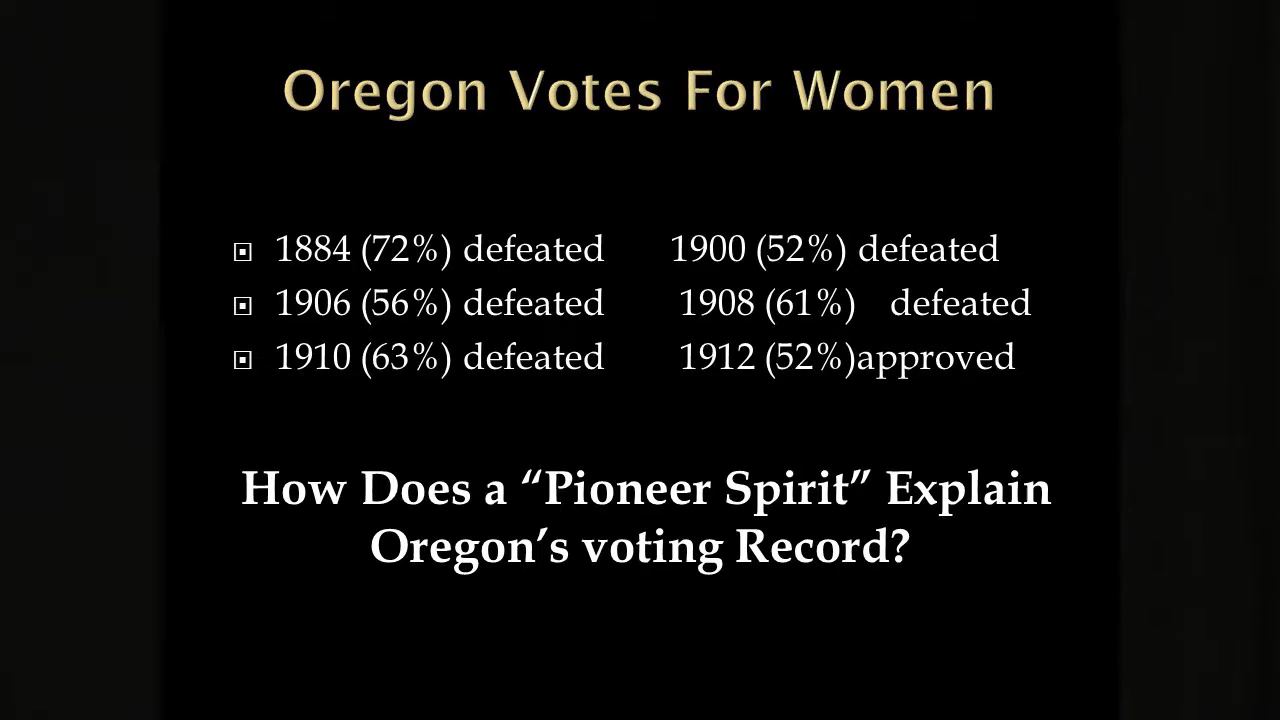 Oregon Votes For Women
1884 (72%) defeated 1900 (52%) defeated
1906 (56%) defeated 1908 (61%) defeated
1910 (63%) defeated 1912 (52%)approved
How Does a “Pioneer Spirit” Explain
Oregon’s voting Record?